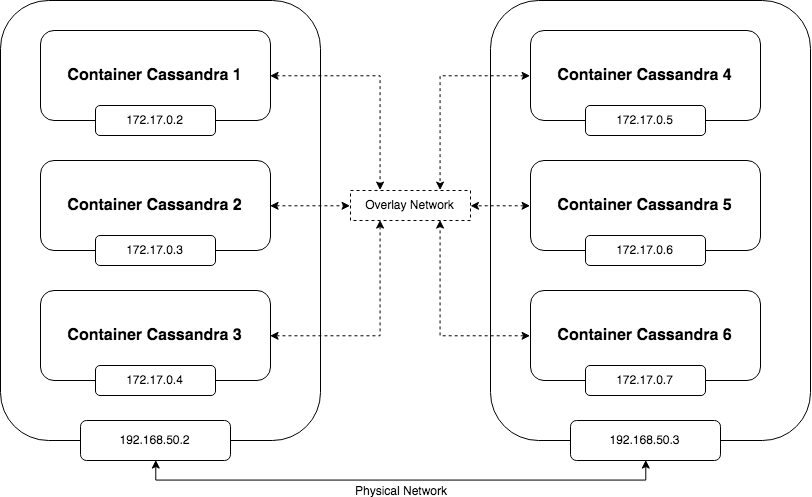 Container Cassandra 1
172.17.0.2
Container Cassandra 2
172.17.0.3
Container Cassandra 3
172.17.0.4
192.168.50.2
Overlay Network
Container Cassandra 4
172.17.0.5
Container Cassandra 5
172.17.0.6
Container Cassandra 6
172.17.0.7
192.168.50.3
Physical Network